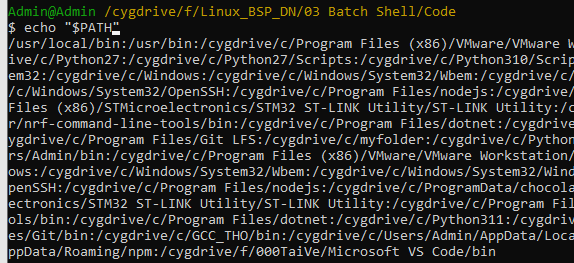 Admin@Admin /cygdrive/f/Linux_BSP_DN/03 Batch Shell/Code
$ echo "$PATH"
/usr/local/bin:/usr/bin:/cygdrive/c/Program Files (x86)/VMware/VMware W
ive/c/Python27:/cygdrive/c/Python27/Scripts:/cygdrive/c/Python310/Scrip
em32:/cygdrive/c/Windows:/cygdrive/c/Windows/System32/Wbem:/cygdrive/c/
/c/Windows/System32/OpenSSH:/cygdrive/c/Program Files/nodejs:/cygdrive/
Files (x86)/STMicroelectronics/STM32 ST-LINK Utility/ST-LINK Utility:/c
r/nrf-command-line-tools/bin:/cygdrive/c/Program Files/dotnet:/cygdrive
ygdrive/c/Program Files/Git LFS:/cygdrive/c/myfolder:/cygdrive/c/Python
rs/Admin/bin:/cygdrive/c/Program Files (x86)/VMware/VMware Workstation/
ows:/cygdrive/c/Windows/System32/Wbem:/cygdrive/c/Windows/System32/Wind
penSSH:/cygdrive/c/Program Files/nodejs:/cygdrive/c/ProgramData/chocola
ectronics/STM32 ST-LINK Utility/ST-LINK Utility:/cygdrive/c/Program Fil
ols/bin:/cygdrive/c/Program Files/dotnet:/cygdrive/c/Python311:/cygdriv
es/Git/bin:/cygdrive/c/GCC_THO/bin:/cygdrive/c/Users/Admin/AppData/Loca
ppData/Roaming/npm:/cygdrive/f/000TaiVe/Microsoft VS Code/bin